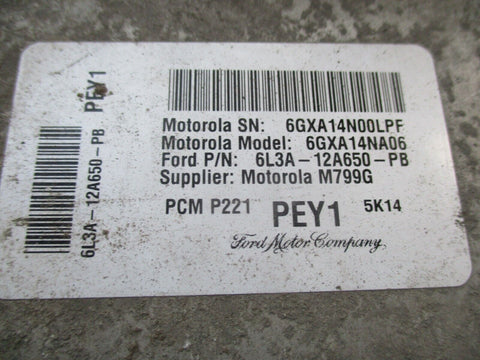 Motorola SN: 6GXA14N00LPF
Motorola Model: 6GXA14NA06
Ford P/N: 6L3A-12A650-PB
Supplier: Motorola M799G
PCM P221 PEY1 5K14
Ford Motor Company
6L3A-12A650-PB PEY1